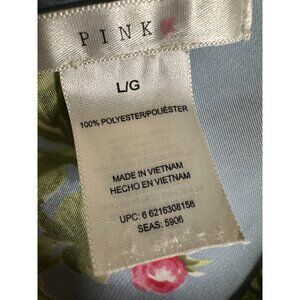 PINK
L/G
100% POLYESTER/POLIÉSTER
MADE IN VIETNAM
HECHO EN VIETNAM
UPC: 6 6216308156
SEAS: 5906